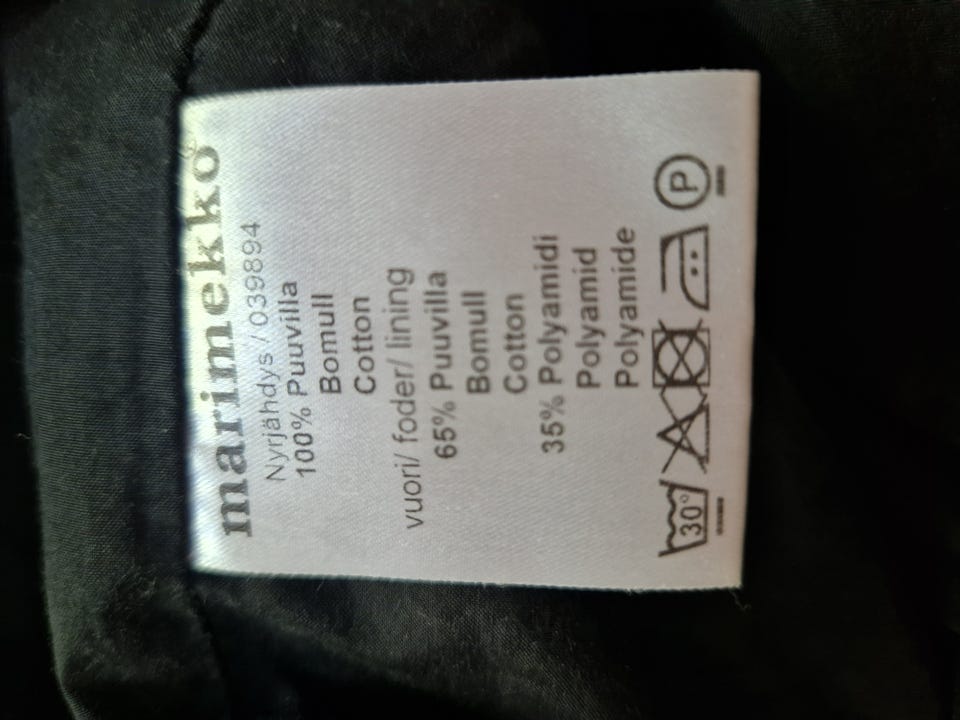 marimekko®
Nyrjähdys / 039894
100% Puuvilla
Bomull
Cotton
vuori/ foder/ lining
65% Puuvilla
Bomull
Cotton
35% Polyamidi
Polyamid
Polyamide
30° P